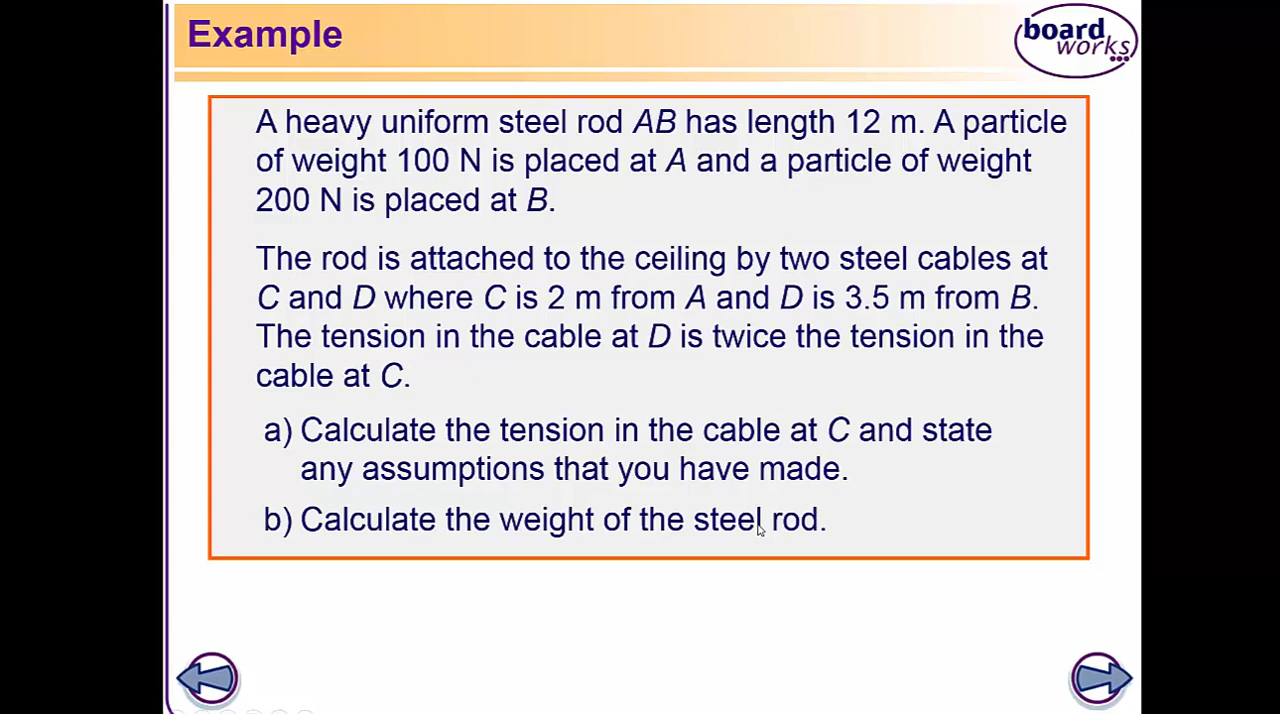 Example
board
works
A heavy uniform steel rod AB has length 12 m. A particle
of weight 100 N is placed at A and a particle of weight
200 N is placed at B.
The rod is attached to the ceiling by two steel cables at
C and D where C is 2 m from A and D is 3.5 m from B.
The tension in the cable at D is twice the tension in the
cable at C.
a) Calculate the tension in the cable at C and state
any assumptions that you have made.
b) Calculate the weight of the steel rod.